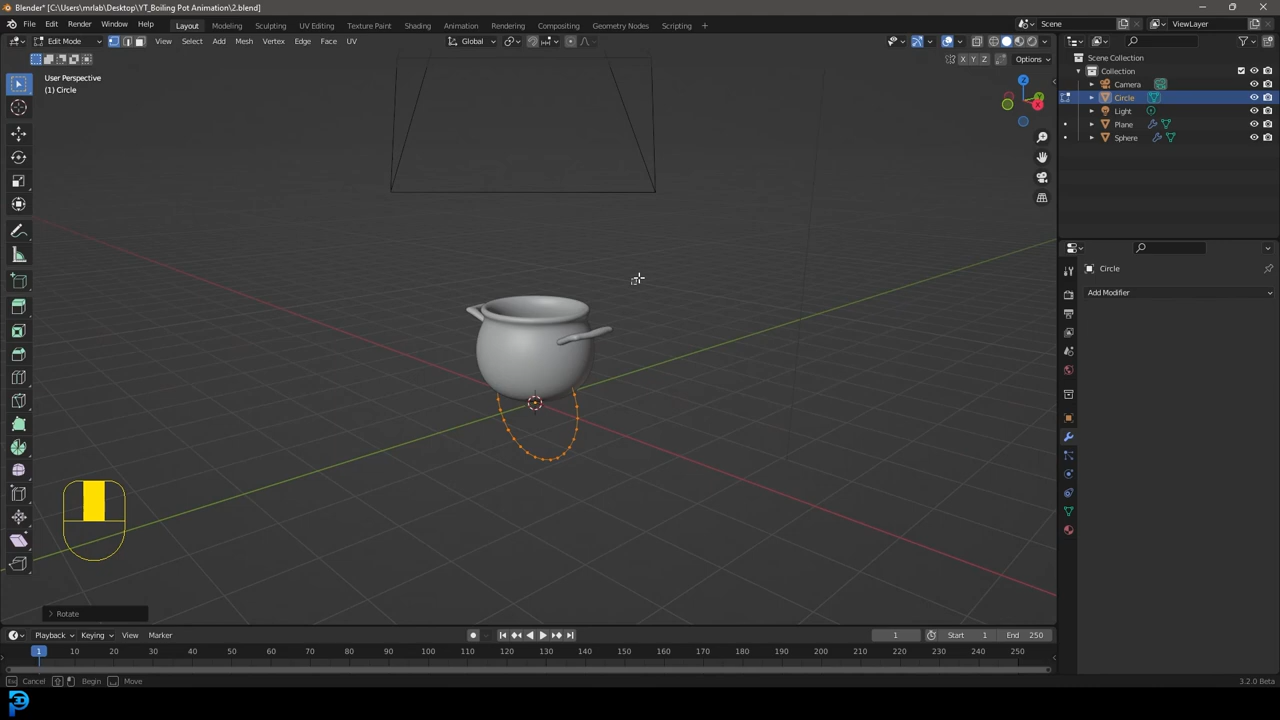 Blender* [C:\Users\mrlab\Desktop\YT_Boiling Pot Animation\2.blend]
File Edit Render Window Help Layout Modeling Sculpting UV Editing Texture Paint Shading Animation Rendering Compositing Geometry Nodes Scripting Scene ViewLayer
Edit Mode View Select Add Mesh Vertex Edge Face UV Global
X Y Z Options
User Perspective
(1) Circle
Z
Y
X
Scene Collection
Collection
Camera
Circle
Light
Plane
Sphere
Circle
Add Modifier
Rotate
Playback Keying View Marker 1 Start 1 End 250
1 10 20 30 40 50 60 70 80 90 100 110 120 130 140 150 160 170 180 190 200 210 220 230 240 250
Esc Cancel Begin Move 3.2.0 Beta